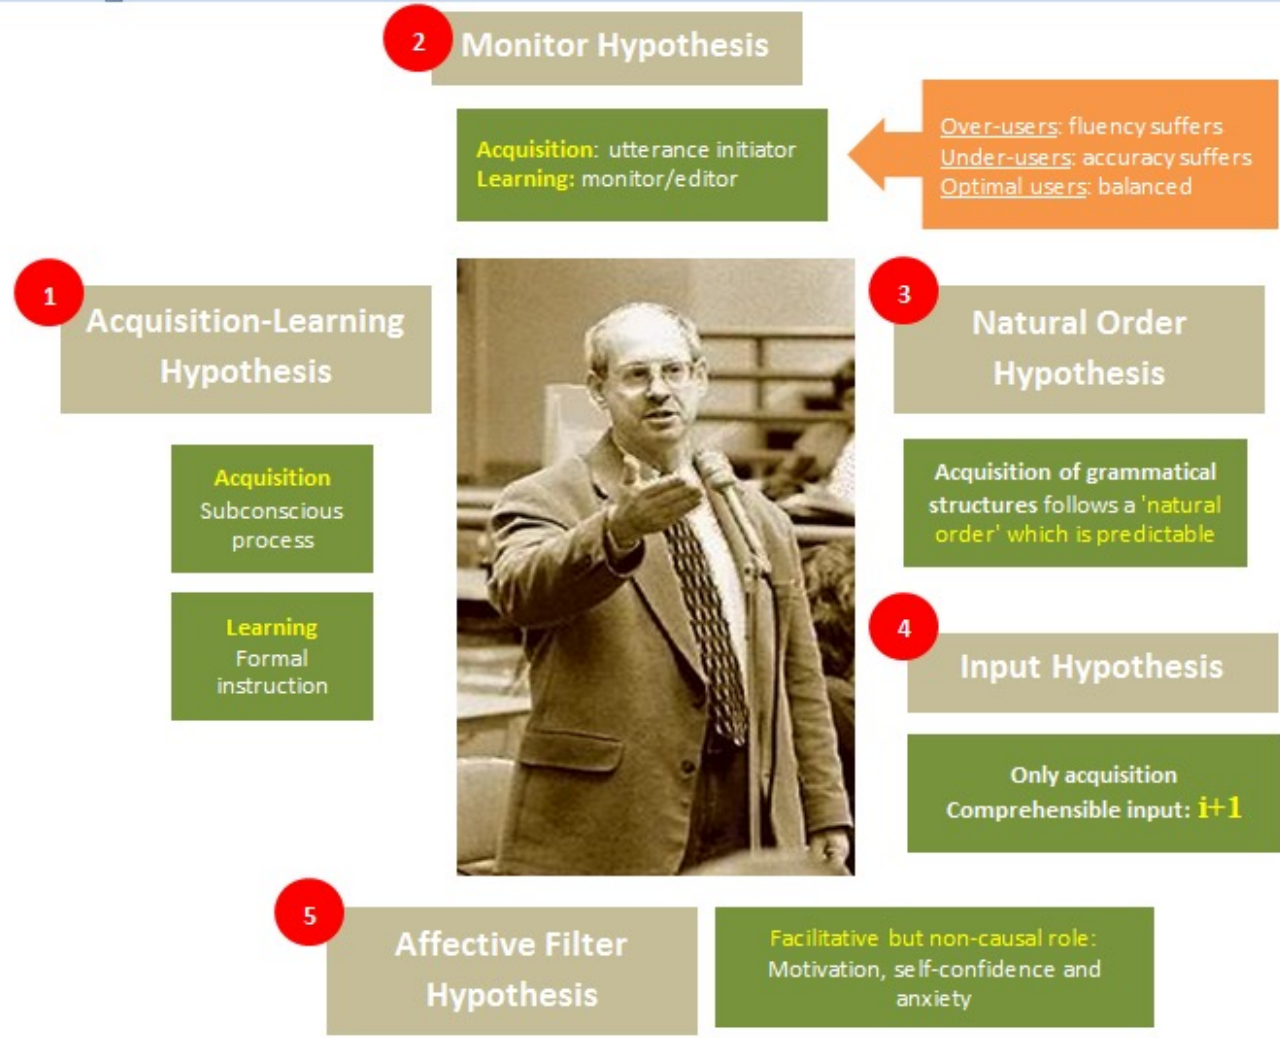 2
Monitor Hypothesis
Acquisition: utterance initiator
Learning: monitor/editor
Over-users: fluency suffers
Under-users: accuracy suffers
Optimal users: balanced
1
Acquisition-Learning
Hypothesis
Acquisition
Subconscious
process
Learning
Formal
instruction
3
Natural Order
Hypothesis
Acquisition of grammatical
structures follows a 'natural
order' which is predictable
4
Input Hypothesis
Only acquisition
Comprehensible input: i+1
5
Affective Filter
Hypothesis
Facilitative but non-causal role:
Motivation, self-confidence and
anxiety